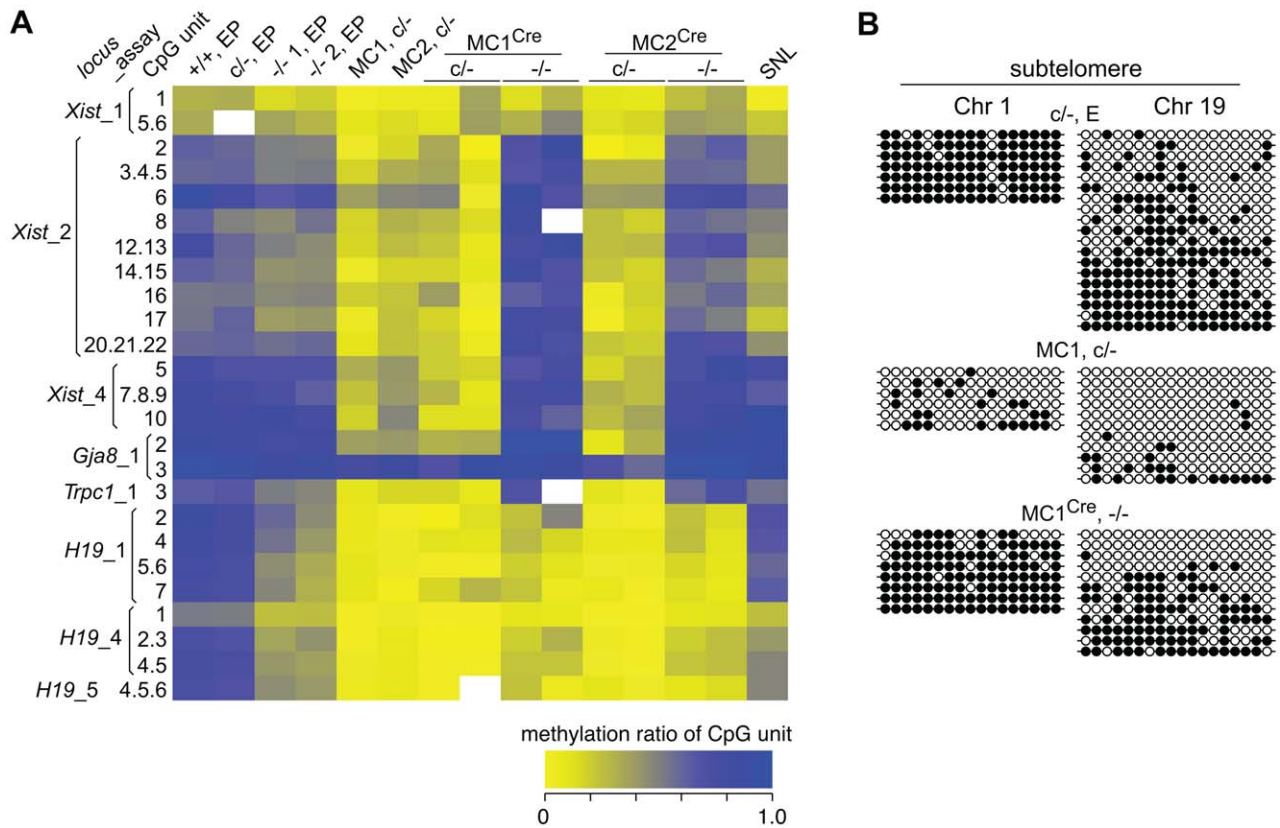 A
locus
_assay
CpG unit
+/+, EP
c/-, EP
-/- 1, EP
-/- 2, EP
MC1, c/-
MC2, c/-
MC1Cre
c/-
-/-
MC2Cre
c/-
-/-
SNL
Xist_1
1
5.6
Xist_2
2
3.4.5
6
8
12.13
14.15
16
17
20.21.22
Xist_4
5
7.8.9
10
Gja8_1
2
3
Trpc1_1
3
H19_1
2
4
5.6
7
H19_4
1
2.3
4.5
H19_5
4.5.6
methylation ratio of CpG unit
0
1.0
B
subtelomere
Chr 1
Chr 19
c/-, E
MC1, c/-
MC1Cre, -/-